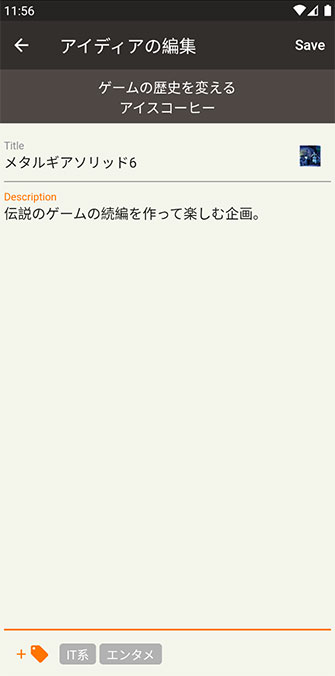 11:56
アイディアの編集
Save
ゲームの歴史を変える
アイスコーヒー
Title
メタルギアソリッド6
Description
伝説のゲームの続編を作って楽しむ企画。
+
IT系
エンタメ